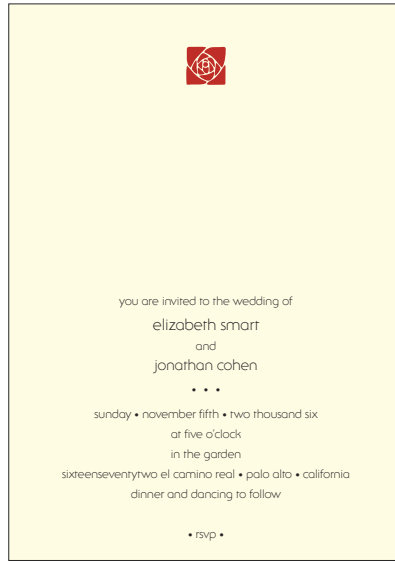 you are invited to the wedding of
elizabeth smart
and
jonathan cohen
• • •
sunday • november fifth • two thousand six
at five o'clock
in the garden
sixteenseventytwo el camino real • palo alto • california
dinner and dancing to follow
• rsvp •